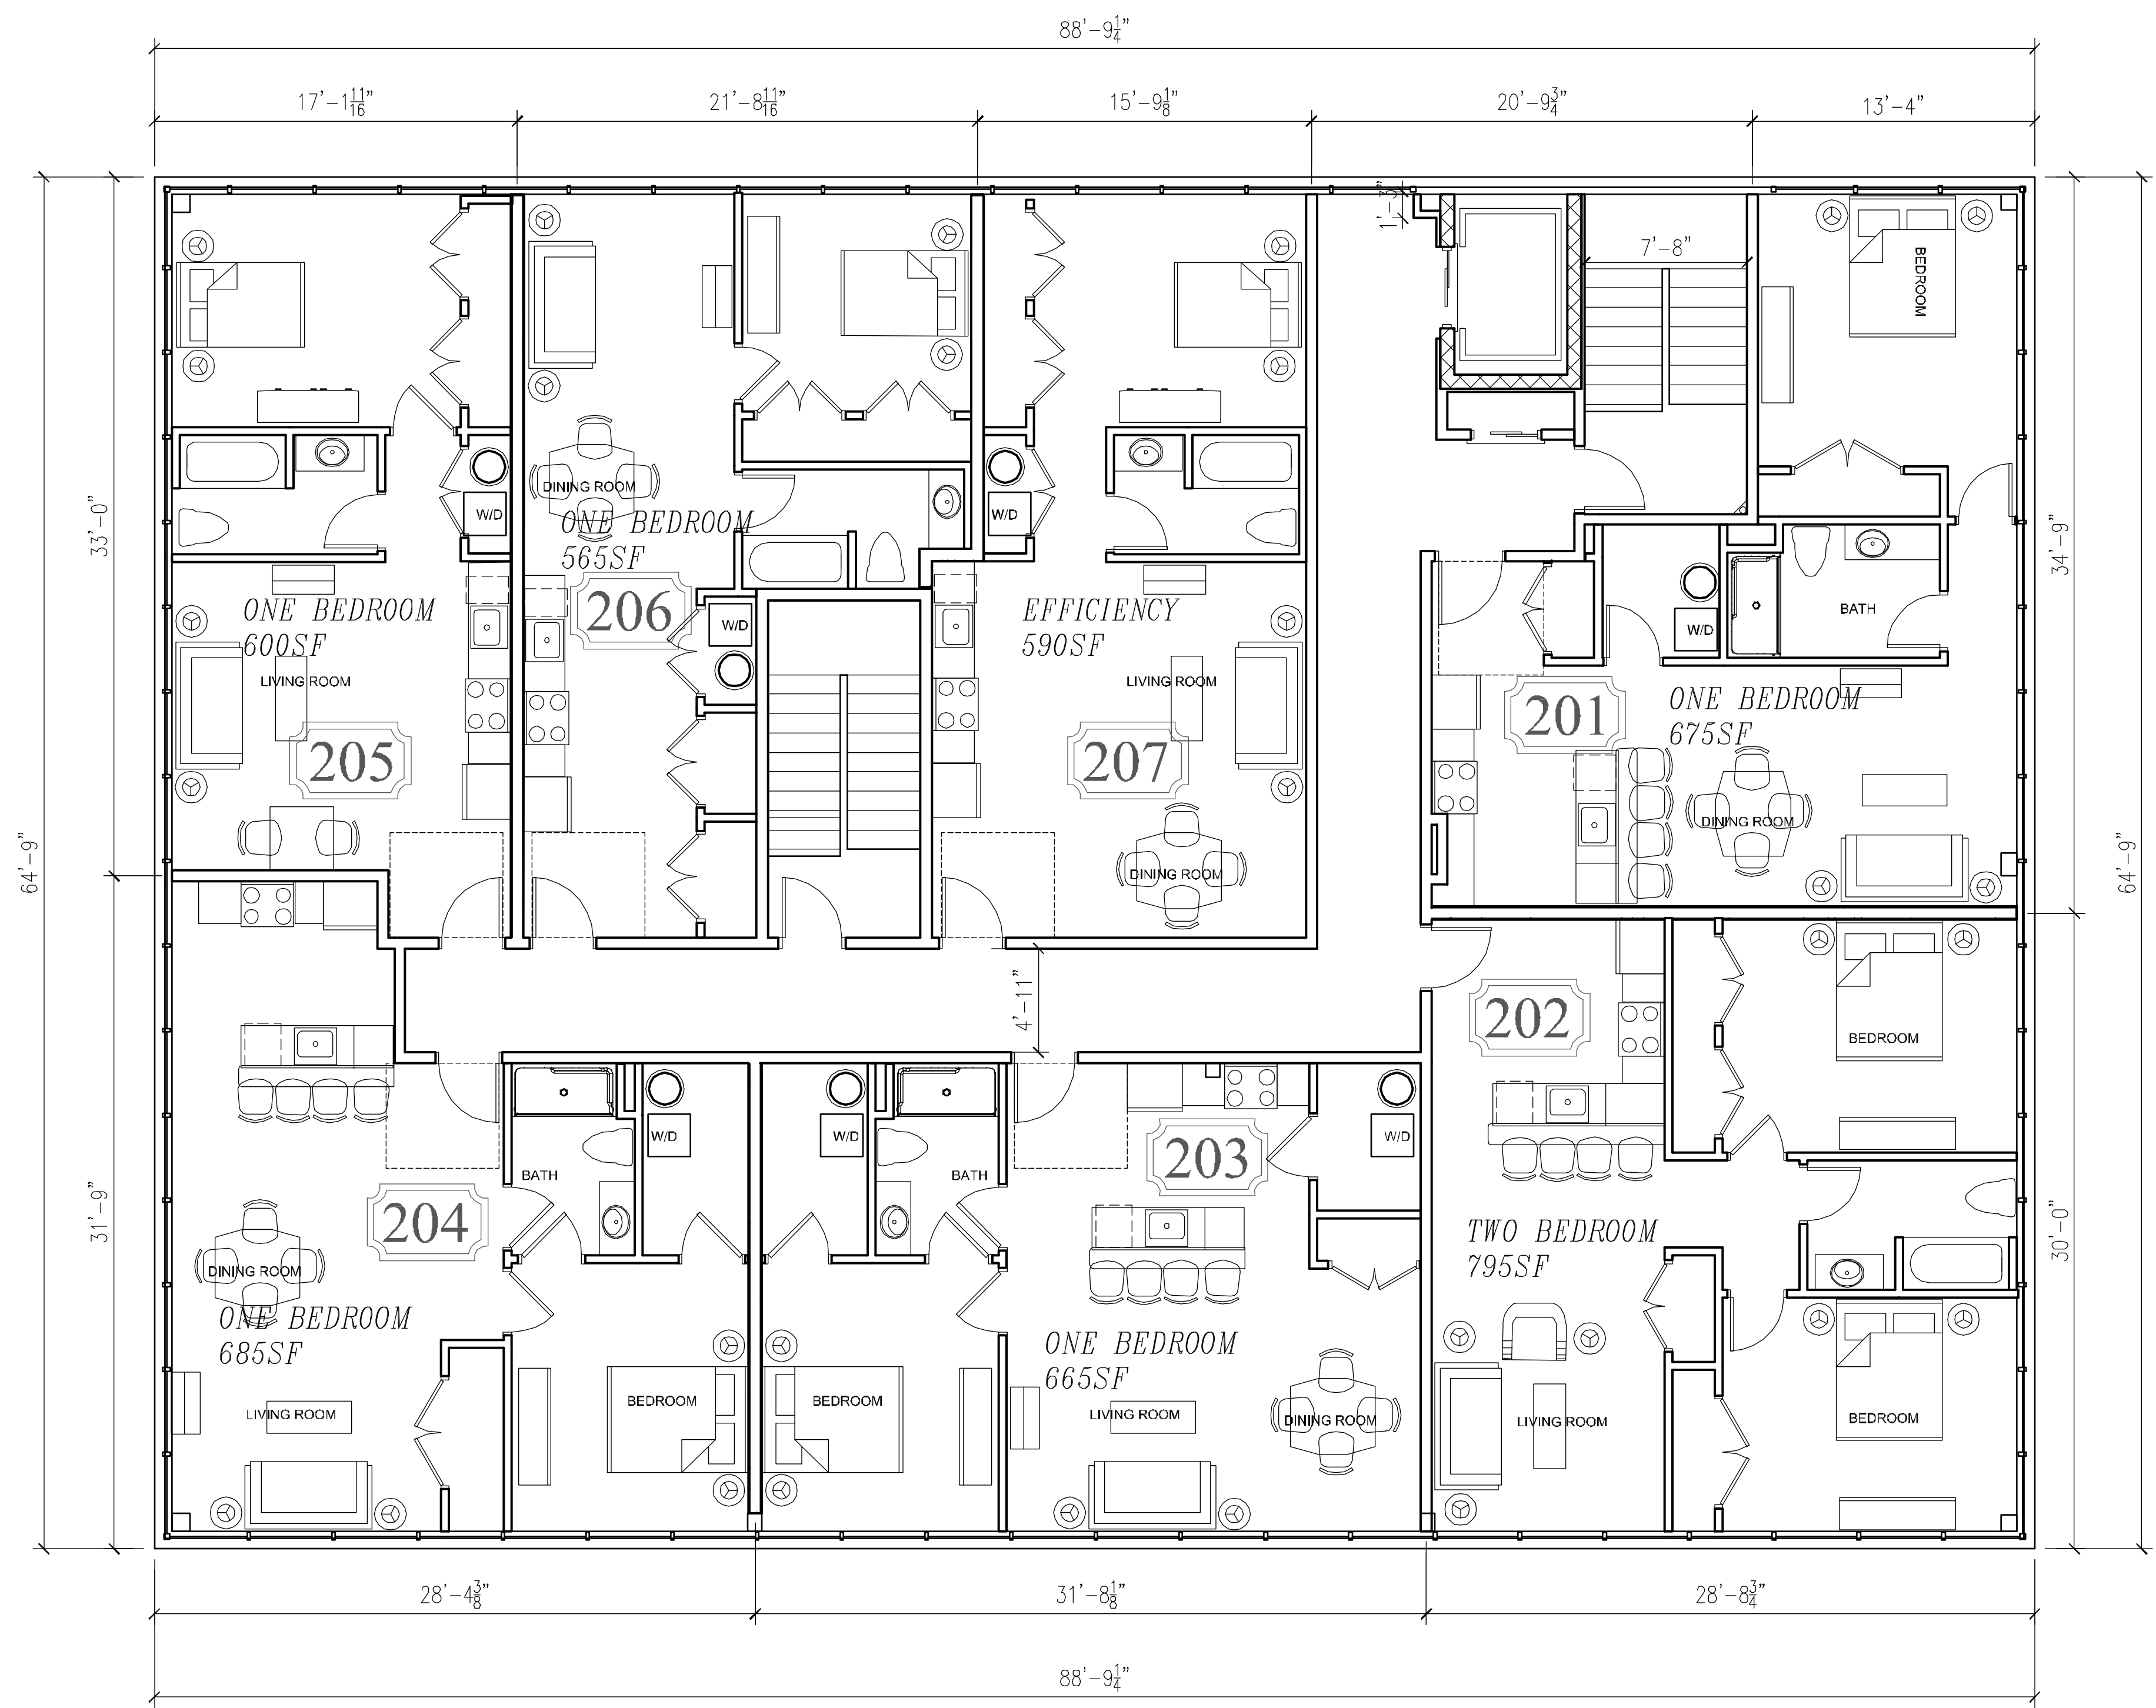 88'-9¼"
17'-1 11/16"
21'-8 11/16"
15'-9⅛"
20'-9¾"
13'-4"
1'-3"
7'-8"
BEDROOM
33'-0"
64'-9"
31'-9"
34'-9"
64'-9"
30'-0"
W/D
DINING ROOM
ONE BEDROOM
565SF
206
W/D
W/D
ONE BEDROOM
600SF
LIVING ROOM
205
EFFICIENCY
590SF
LIVING ROOM
207
DINING ROOM
W/D
BATH
201
ONE BEDROOM
675SF
DINING ROOM
4'-11"
202
BEDROOM
BATH
W/D
W/D
BATH
203
W/D
204
DINING ROOM
ONE BEDROOM
685SF
LIVING ROOM
BEDROOM
BEDROOM
ONE BEDROOM
665SF
LIVING ROOM
DINING ROOM
TWO BEDROOM
795SF
LIVING ROOM
BEDROOM
28'-4⅜"
31'-8⅛"
28'-8¾"
88'-9¼"